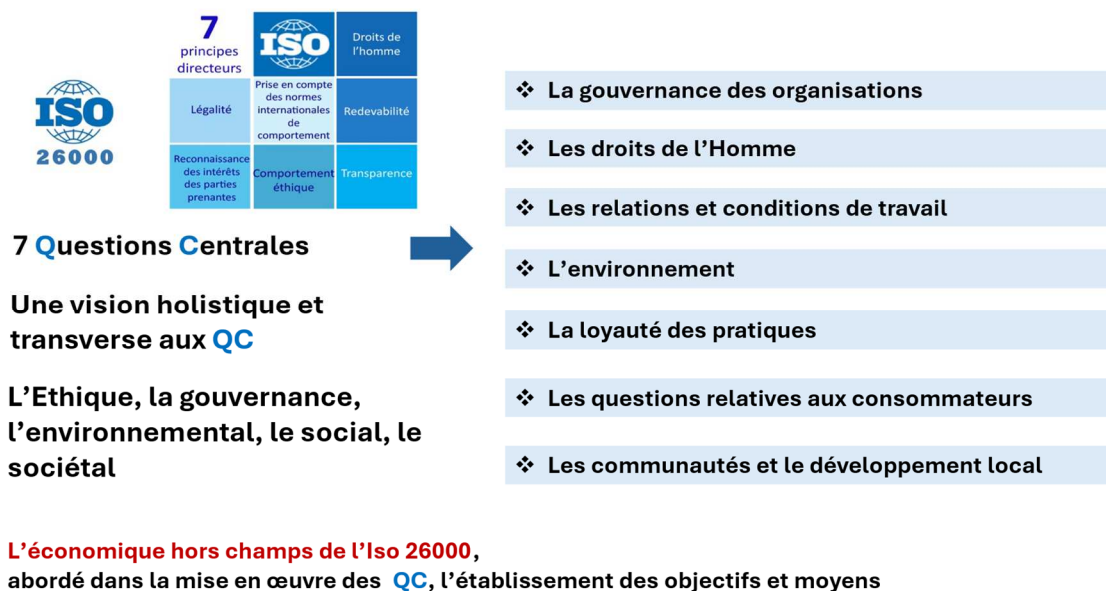 7
principes
directeurs
ISO
Droits de
l'homme
Légalité
Prise en compte
des normes
internationales
de
comportement
Redevabilité
Reconnaissance
des intérêts
des parties
prenantes
Comportement
éthique
Transparence
ISO
26000
7 Questions Centrales
Une vision holistique et
transverse aux QC
L'Ethique, la gouvernance,
l'environnemental, le social, le
sociétal
❖ La gouvernance des organisations
❖ Les droits de l'Homme
❖ Les relations et conditions de travail
❖ L'environnement
❖ La loyauté des pratiques
❖ Les questions relatives aux consommateurs
❖ Les communautés et le développement local
L'économique hors champs de l'Iso 26000,
abordé dans la mise en œuvre des QC, l'établissement des objectifs et moyens